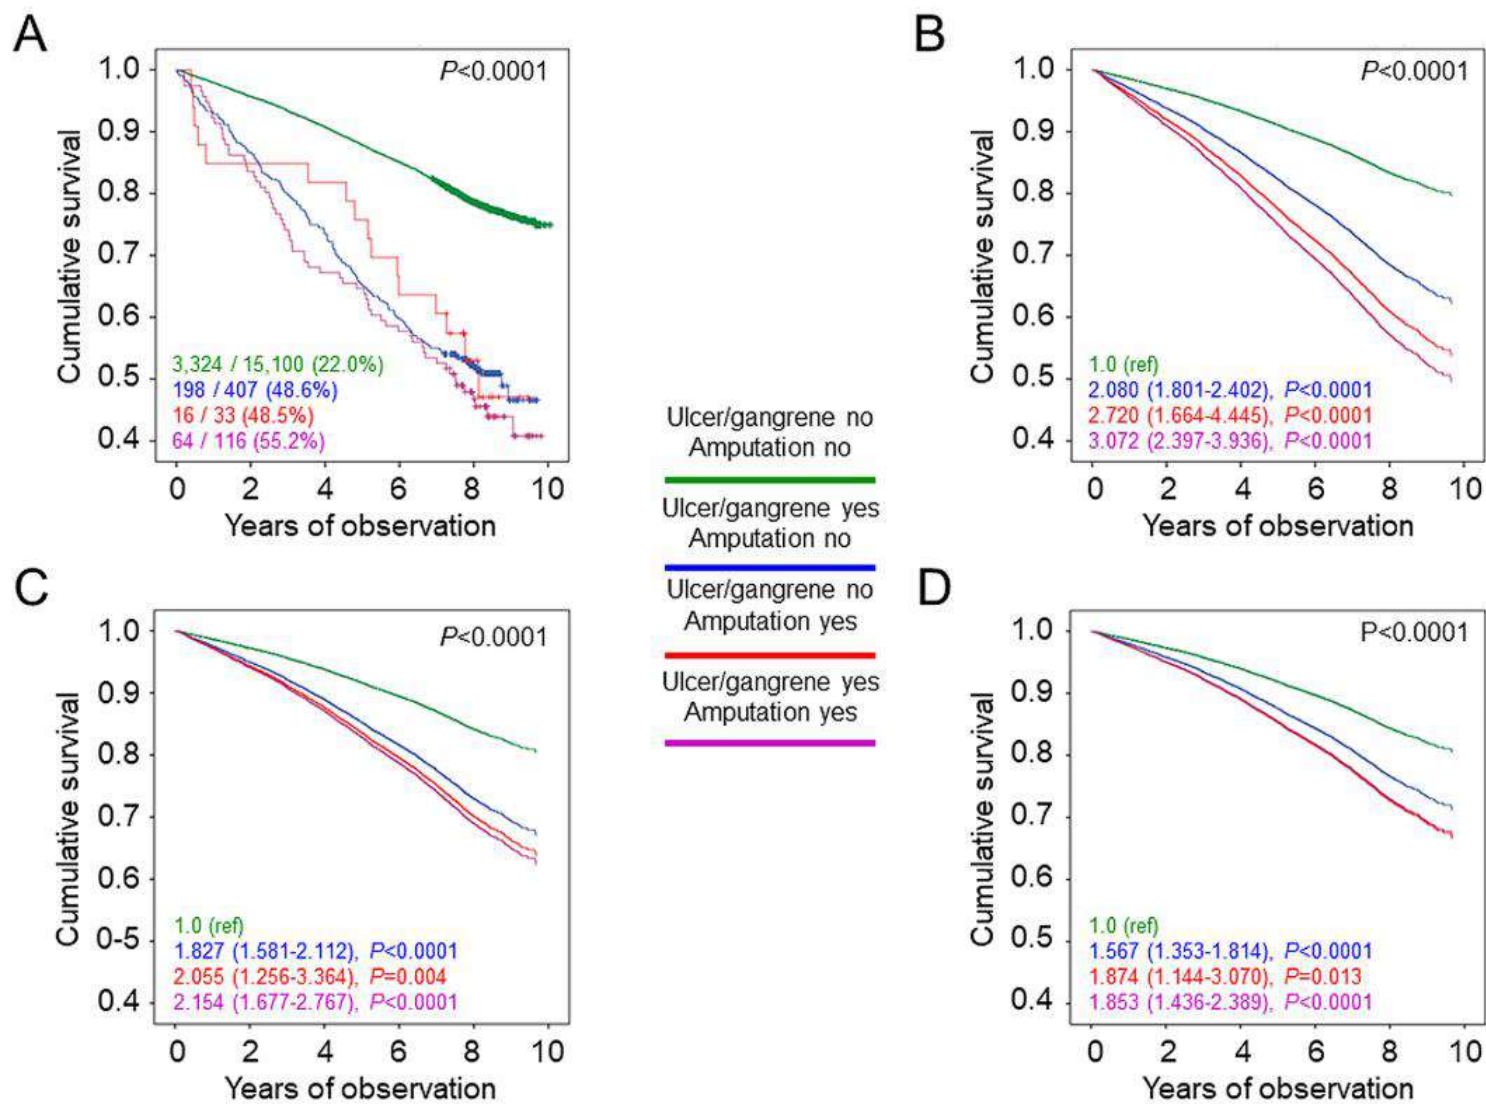 A
P<0.0001
1.0
0.9
0.8
0.7
0.6
0.5
0.4
Cumulative survival
3,324 / 15,100 (22.0%)
198 / 407 (48.6%)
16 / 33 (48.5%)
64 / 116 (55.2%)
0 2 4 6 8 10
Years of observation
B
P<0.0001
1.0
0.9
0.8
0.7
0.6
0.5
0.4
Cumulative survival
1.0 (ref)
2.080 (1.801-2.402), P<0.0001
2.720 (1.664-4.445), P<0.0001
3.072 (2.397-3.936), P<0.0001
0 2 4 6 8 10
Years of observation
Ulcer/gangrene no
Amputation no
Ulcer/gangrene yes
Amputation no
Ulcer/gangrene no
Amputation yes
Ulcer/gangrene yes
Amputation yes
C
P<0.0001
1.0
0.9
0.8
0.7
0.6
0-5
0.4
Cumulative survival
1.0 (ref)
1.827 (1.581-2.112), P<0.0001
2.055 (1.256-3.364), P=0.004
2.154 (1.677-2.767), P<0.0001
0 2 4 6 8 10
Years of observation
D
P<0.0001
1.0
0.9
0.8
0.7
0.6
0.5
0.4
Cumulative survival
1.0 (ref)
1.567 (1.353-1.814), P<0.0001
1.874 (1.144-3.070), P=0.013
1.853 (1.436-2.389), P<0.0001
0 2 4 6 8 10
Years of observation